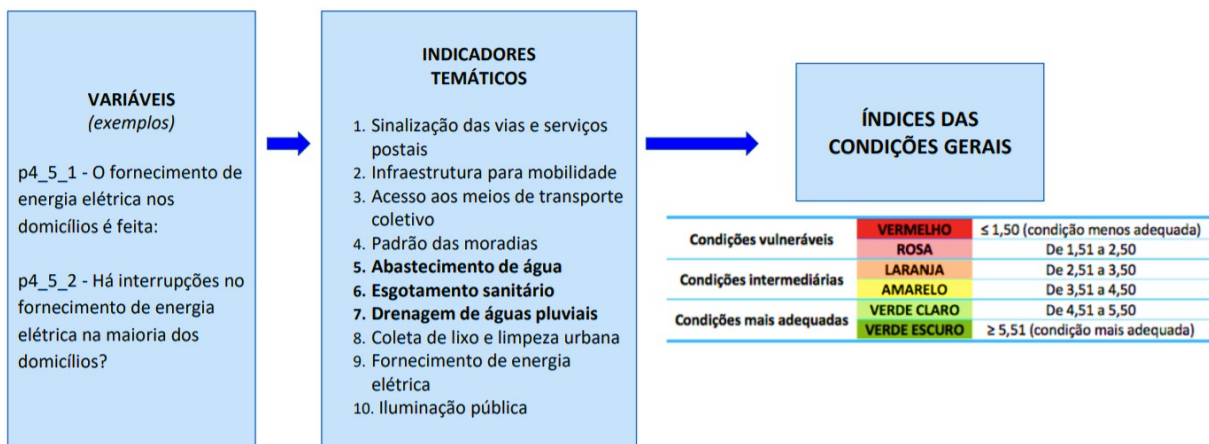 VARIÁVEIS
(exemplos)
p4_5_1 - O fornecimento de
energia elétrica nos
domicílios é feita:
p4_5_2 - Há interrupções no
fornecimento de energia
elétrica na maioria dos
domicílios?
INDICADORES
TEMÁTICOS
1. Sinalização das vias e serviços
postais
2. Infraestrutura para mobilidade
3. Acesso aos meios de transporte
coletivo
4. Padrão das moradias
5. Abastecimento de água
6. Esgotamento sanitário
7. Drenagem de águas pluviais
8. Coleta de lixo e limpeza urbana
9. Fornecimento de energia
elétrica
10. Iluminação pública
ÍNDICES DAS
CONDIÇÕES GERAIS
Condições vulneráveis
VERMELHO ≤ 1,50 (condição menos adequada)
ROSA De 1,51 a 2,50
Condições intermediárias
LARANJA De 2,51 a 3,50
AMARELO De 3,51 a 4,50
Condições mais adequadas
VERDE CLARO De 4,51 a 5,50
VERDE ESCURO ≥ 5,51 (condição mais adequada)